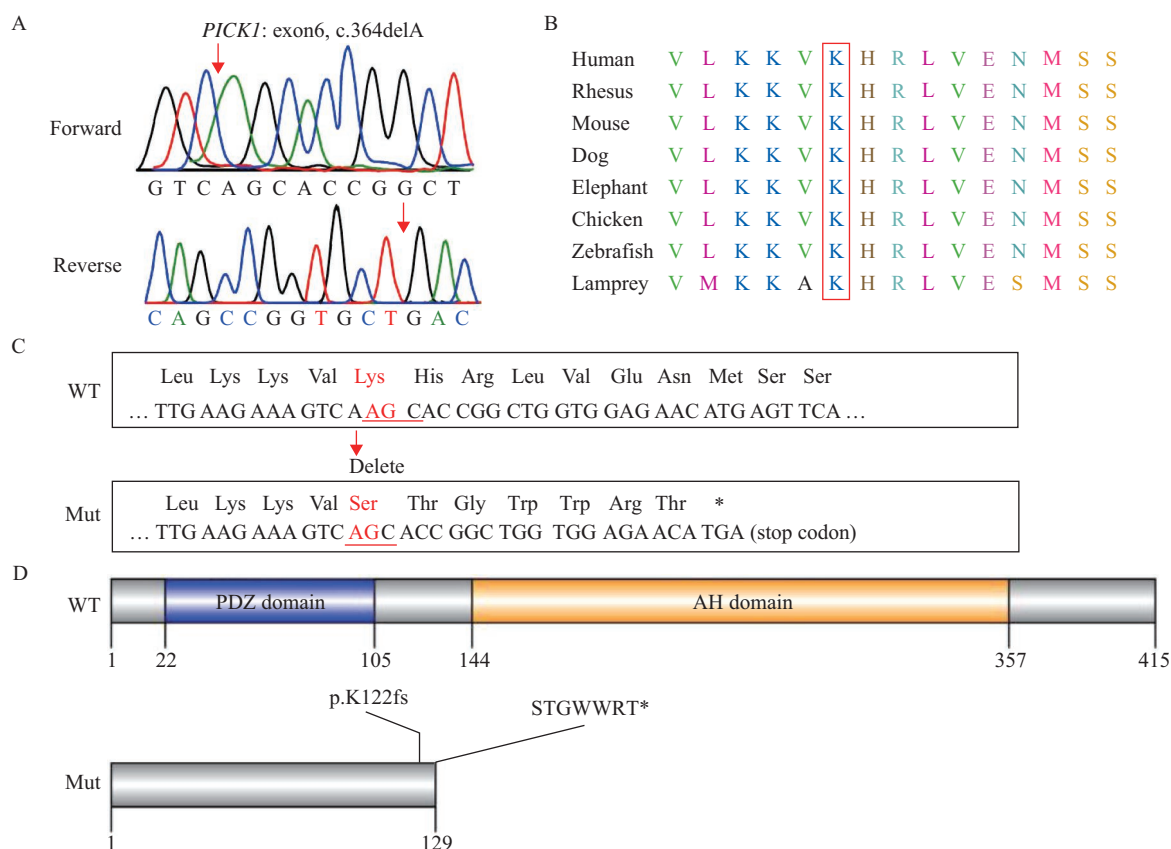 A
PICK1: exon6, c.364delA
Forward
G T C A G C A C C G G C T
Reverse
C A G C C G G T G C T G A C
B
Human V L K K V K H R L V E N M S S
Rhesus V L K K V K H R L V E N M S S
Mouse V L K K V K H R L V E N M S S
Dog V L K K V K H R L V E N M S S
Elephant V L K K V K H R L V E N M S S
Chicken V L K K V K H R L V E N M S S
Zebrafish V L K K V K H R L V E N M S S
Lamprey V M K K A K H R L V E S M S S
C
WT
Leu Lys Lys Val Lys His Arg Leu Val Glu Asn Met Ser Ser
… TTG AAGAAA GTC AAG CAC CGG CTG GTG GAG AAC ATG AGT TCA …
Delete
Mut
Leu Lys Lys Val Ser Thr Gly Trp Trp Arg Thr *
… TTG AAGAAA GTC AGC ACC GGC TGG TGG AGA ACA TGA (stop codon)
D
WT
PDZ domain AH domain
1 22 105 144 357 415
p.K122fs STGWWRT*
Mut
1 129